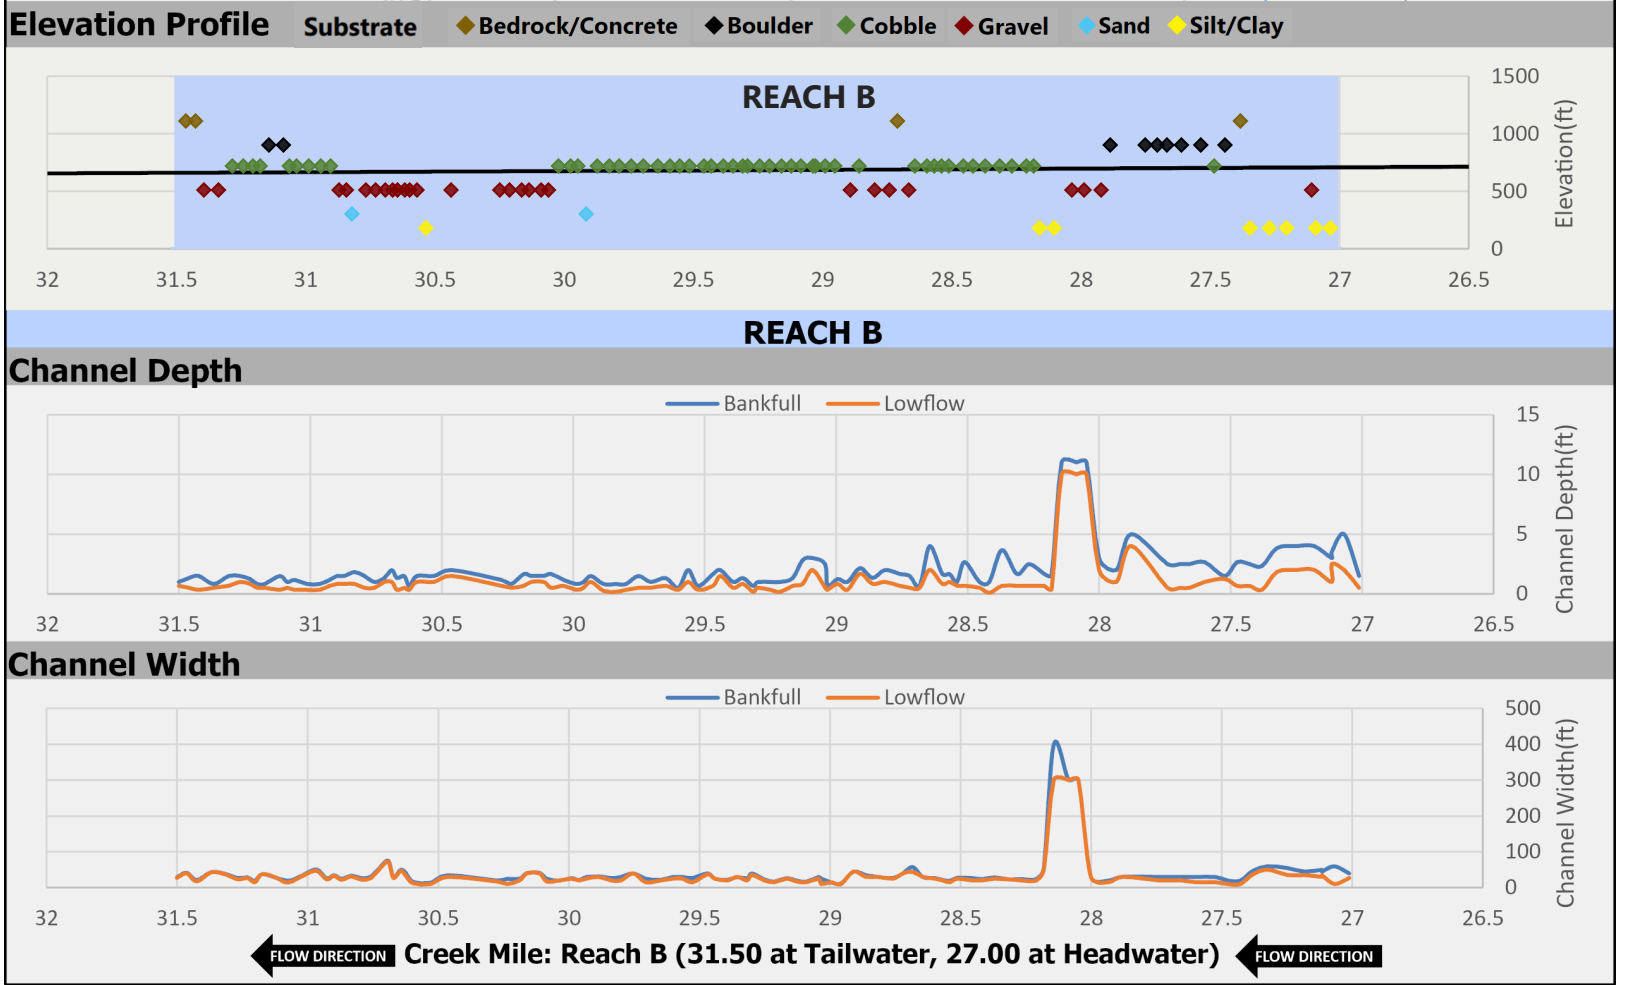 Elevation Profile Substrate Bedrock/Concrete Boulder Cobble Gravel Sand Silt/Clay
REACH B
1500
1000
500
0
Elevation(ft)
32 31.5 31 30.5 30 29.5 29 28.5 28 27.5 27 26.5
REACH B
Channel Depth
Bankfull Lowflow
15
10
5
0
Channel Depth(ft)
32 31.5 31 30.5 30 29.5 29 28.5 28 27.5 27 26.5
Channel Width
Bankfull Lowflow
500
400
300
200
100
0
Channel Width(ft)
32 31.5 31 30.5 30 29.5 29 28.5 28 27.5 27 26.5
FLOW DIRECTION Creek Mile: Reach B (31.50 at Tailwater, 27.00 at Headwater) FLOW DIRECTION